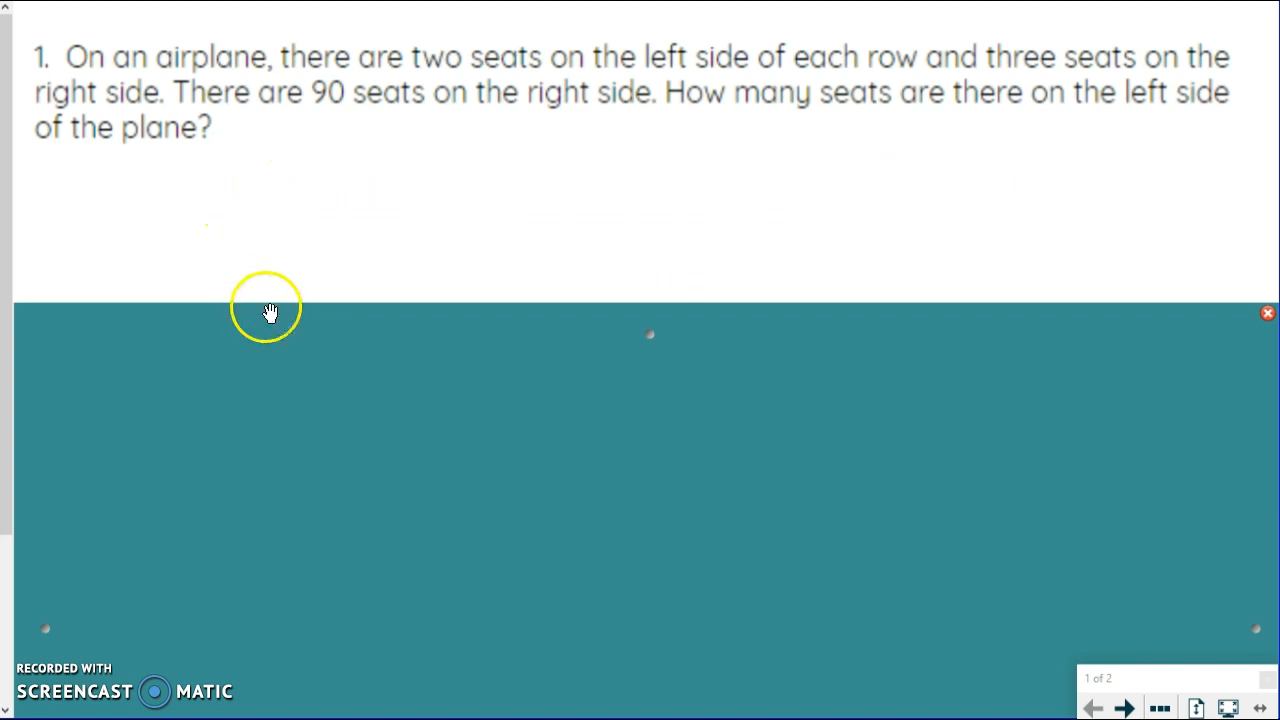 1. On an airplane, there are two seats on the left side of each row and three seats on the
right side. There are 90 seats on the right side. How many seats are there on the left side
of the plane?
RECORDED WITH
SCREENCAST MATIC
1 of 2